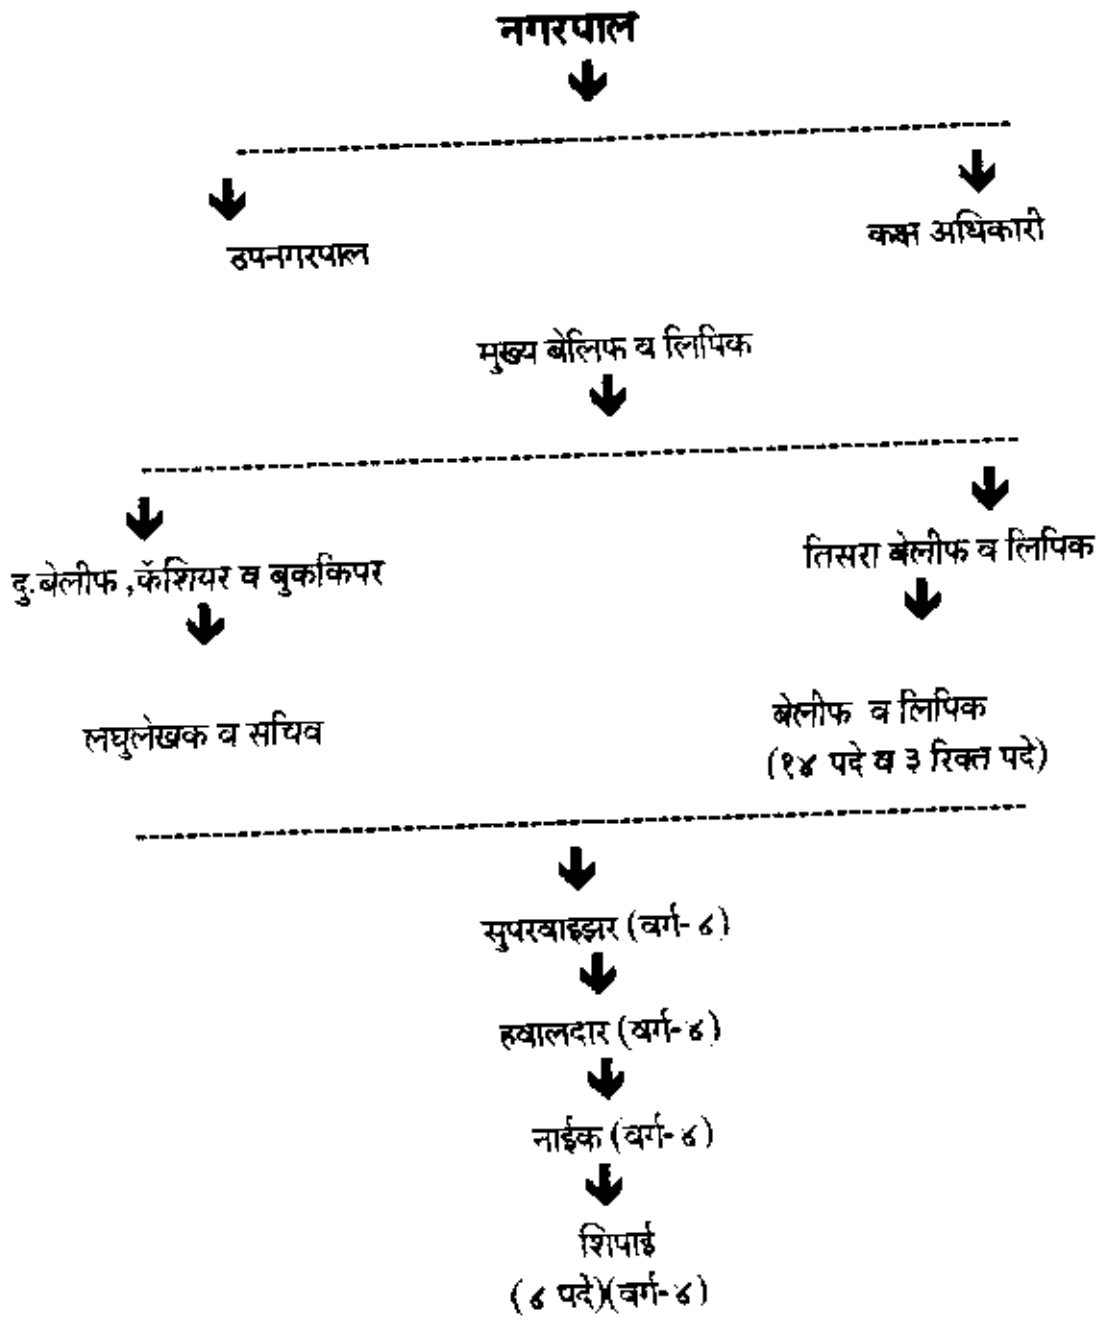 नगरपाल
उपनगरपाल
कक्ष अधिकारी
मुख्य बेलिफ व लिपिक
दु.बेलीफ ,कॅशियर व बुककिपर
तिसरा बेलीफ व लिपिक
लघुलेखक व सचिव
बेलीफ व लिपिक
(१४ पदे व ३ रिक्त पदे)
सुपरवाइझर (वर्ग-४)
हवालदार (वर्ग-४)
नाईक (वर्ग-४)
शिपाई
(४ पदे)(वर्ग-४)